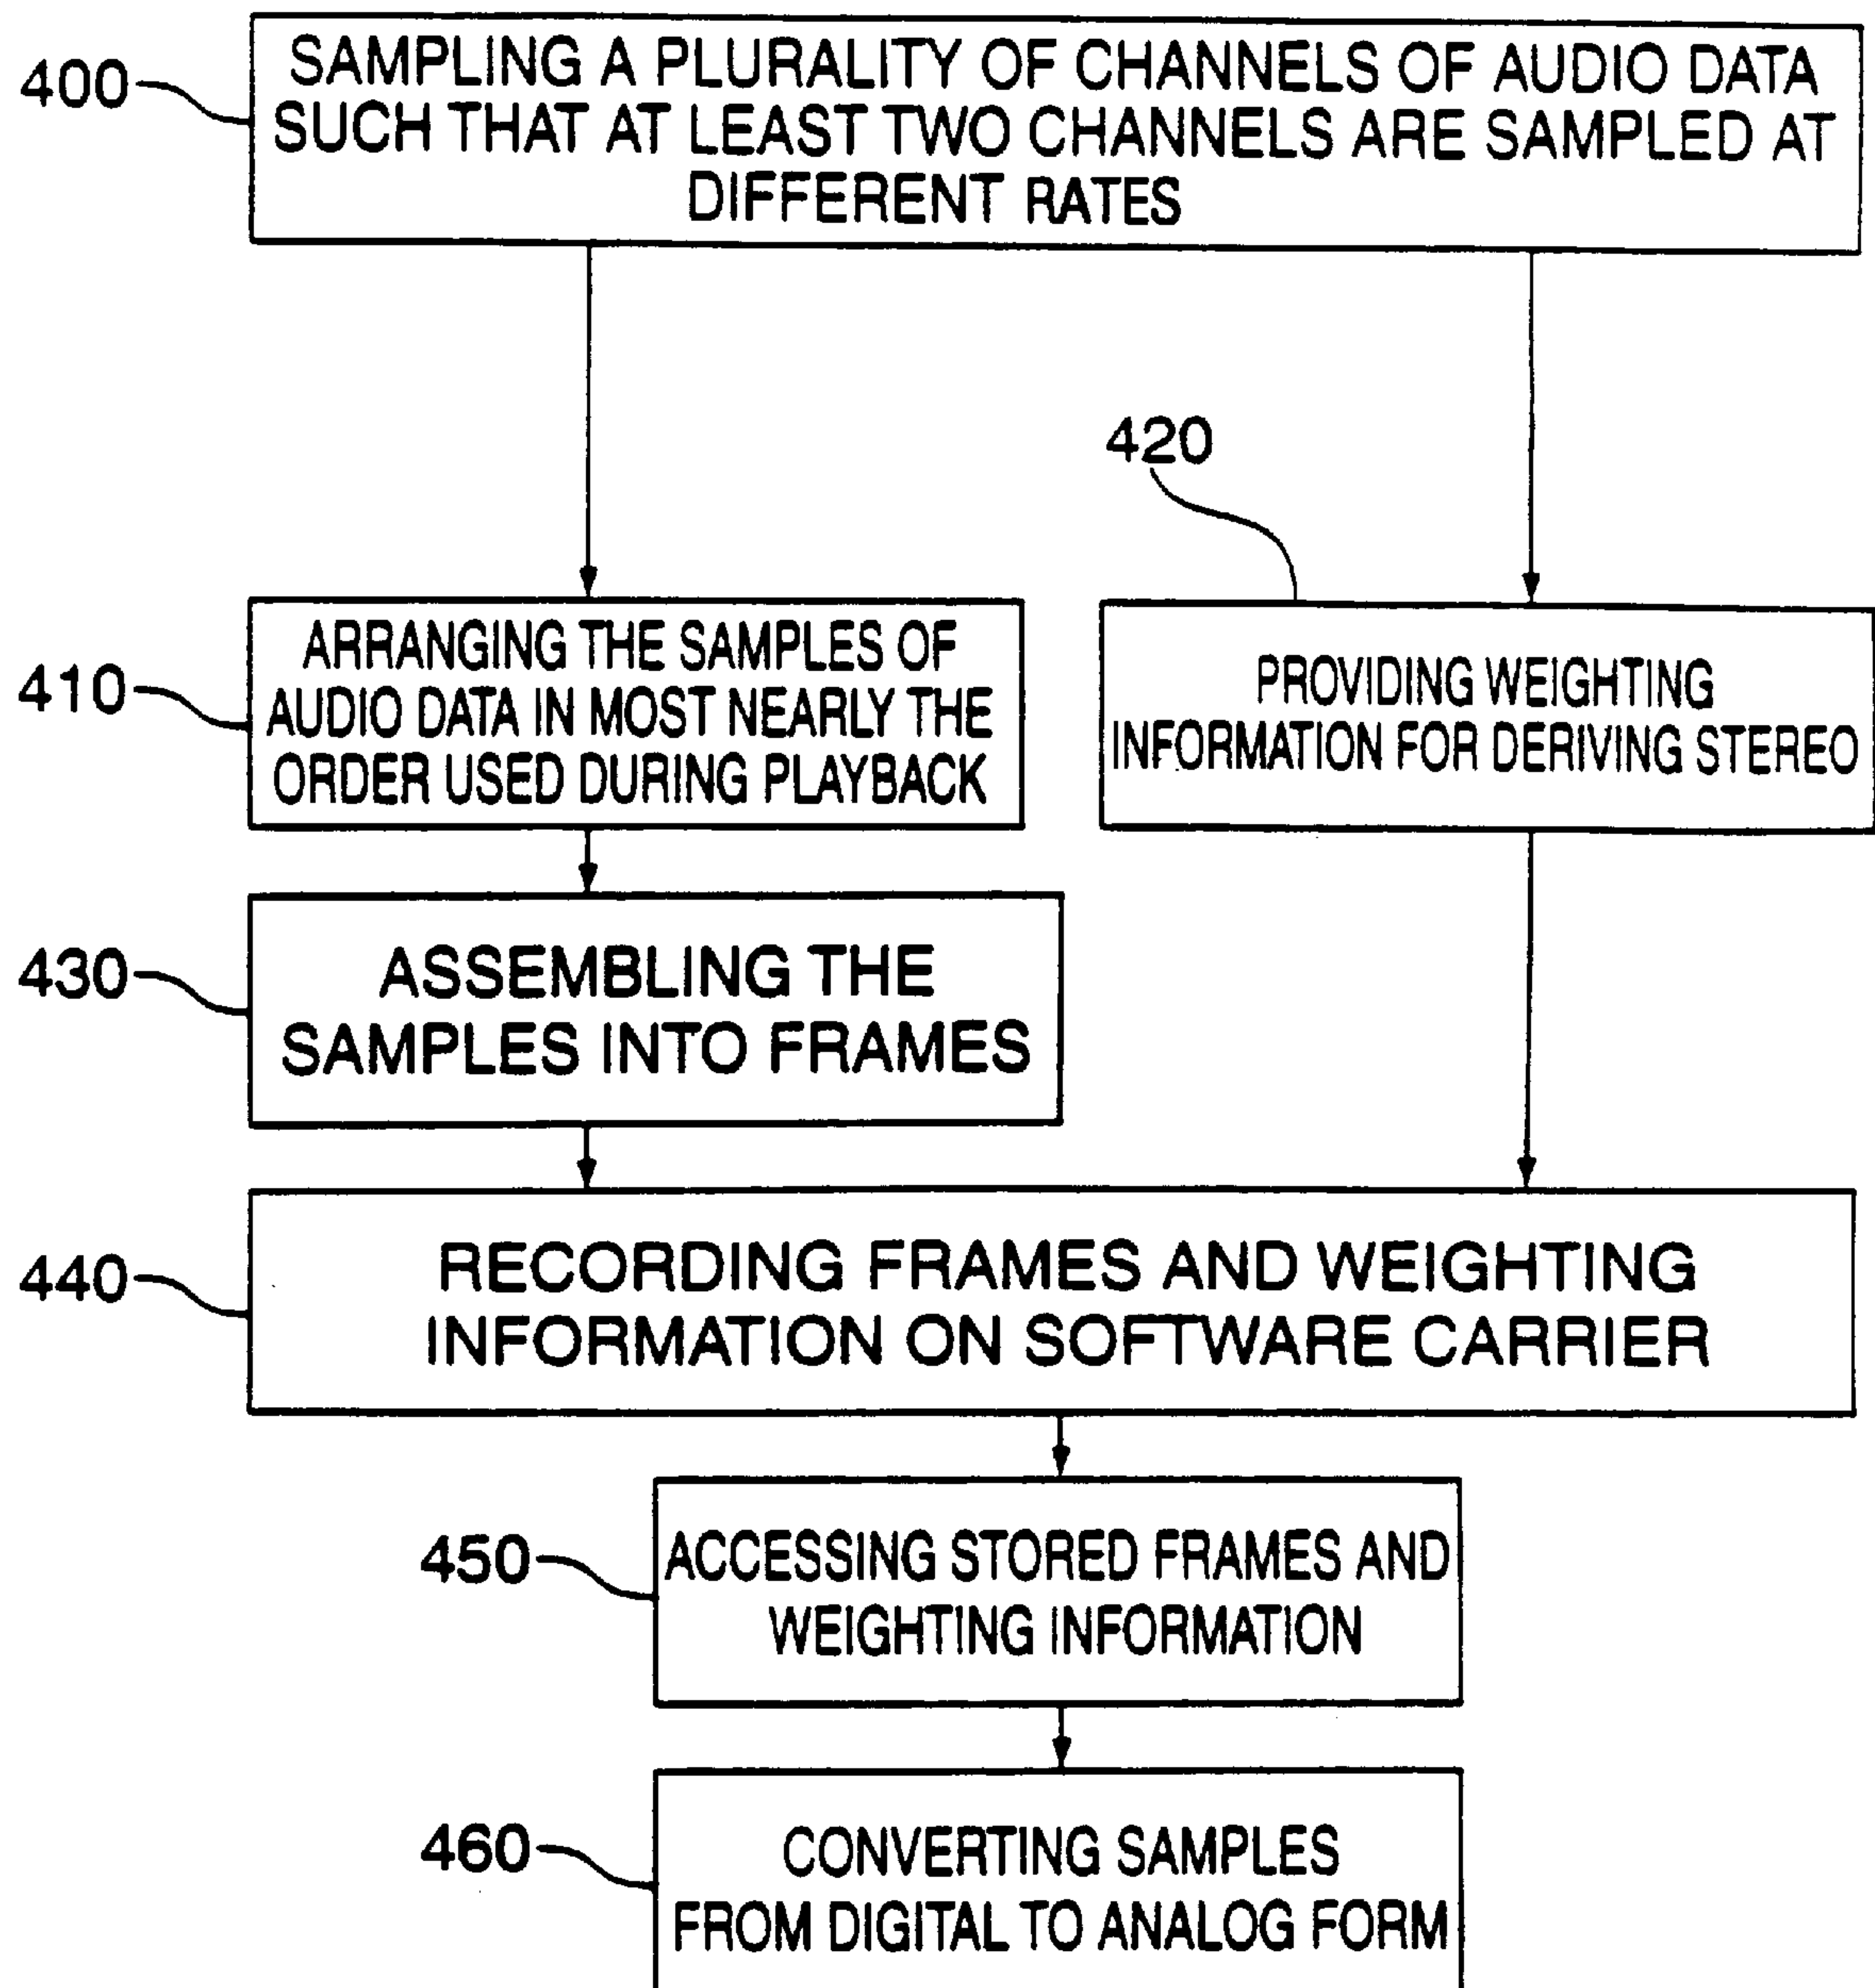 400
SAMPLING A PLURALITY OF CHANNELS OF AUDIO DATA
SUCH THAT AT LEAST TWO CHANNELS ARE SAMPLED AT
DIFFERENT RATES
420
410
ARRANGING THE SAMPLES OF
AUDIO DATA IN MOST NEARLY THE
ORDER USED DURING PLAYBACK
PROVIDING WEIGHTING
INFORMATION FOR DERIVING STEREO
430
ASSEMBLING THE
SAMPLES INTO FRAMES
440
RECORDING FRAMES AND WEIGHTING
INFORMATION ON SOFTWARE CARRIER
450
ACCESSING STORED FRAMES AND
WEIGHTING INFORMATION
460
CONVERTING SAMPLES
FROM DIGITAL TO ANALOG FORM